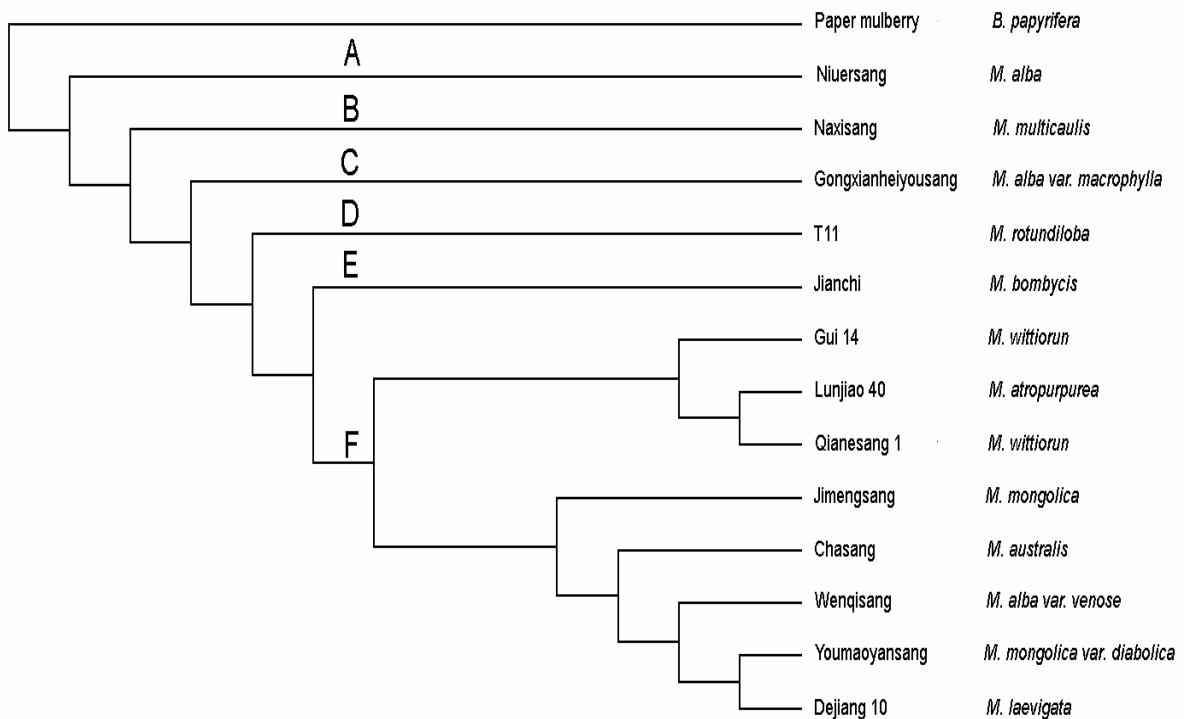 Paper mulberry B. papyrifera
A
Niuersang M. alba
B
Naxisang M. multicaulis
C
Gongxianheiyousang M. alba var. macrophylla
D
T11 M. rotundiloba
E
Jianchi M. bombycis
Gui 14 M. wittiorun
Lunjiao 40 M. atropurpurea
F
Qianesang 1 M. wittiorun
Jimengsang M. mongolica
Chasang M. australis
Wenqisang M. alba var. venose
Youmaoyansang M. mongolica var. diabolica
Dejiang 10 M. laevigata